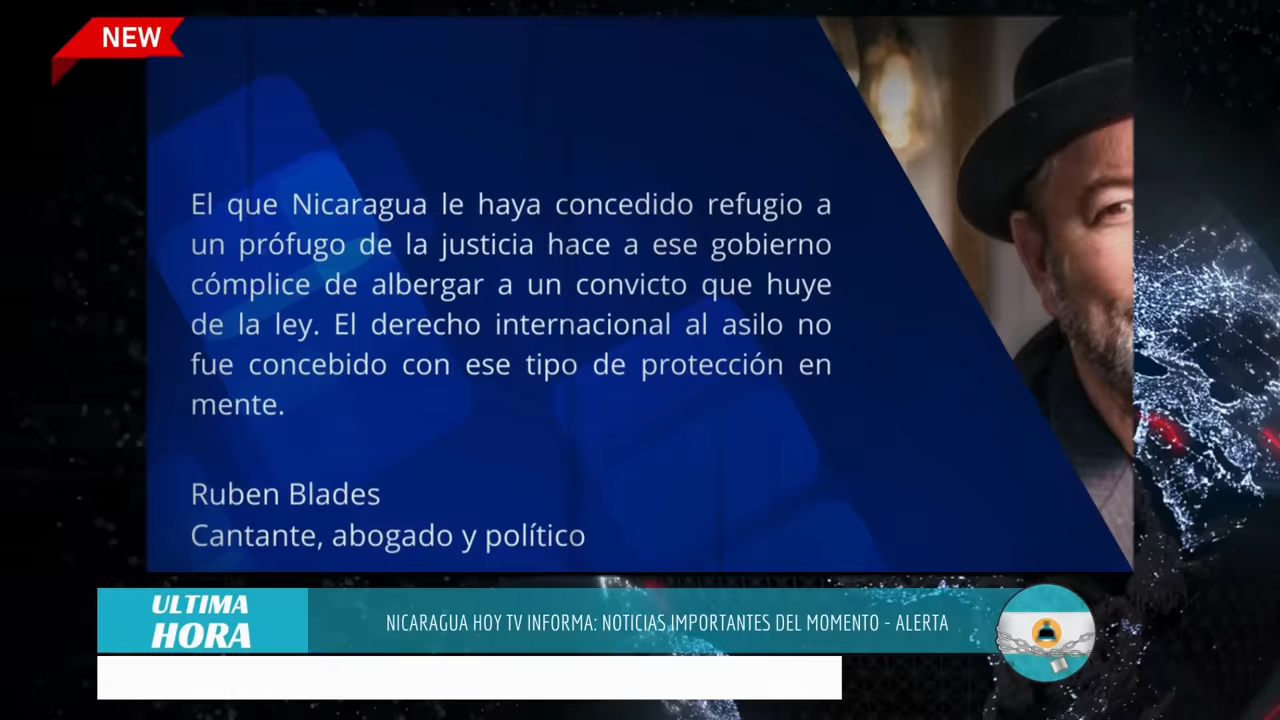 NEW
El que Nicaragua le haya concedido refugio a
un prófugo de la justicia hace a ese gobierno
cómplice de albergar a un convicto que huye
de la ley. El derecho internacional al asilo no
fue concebido con ese tipo de protección en
mente.
Ruben Blades
Cantante, abogado y político
ULTIMA
HORA
NICARAGUA HOY TV INFORMA: NOTICIAS IMPORTANTES DEL MOMENTO - ALERTA